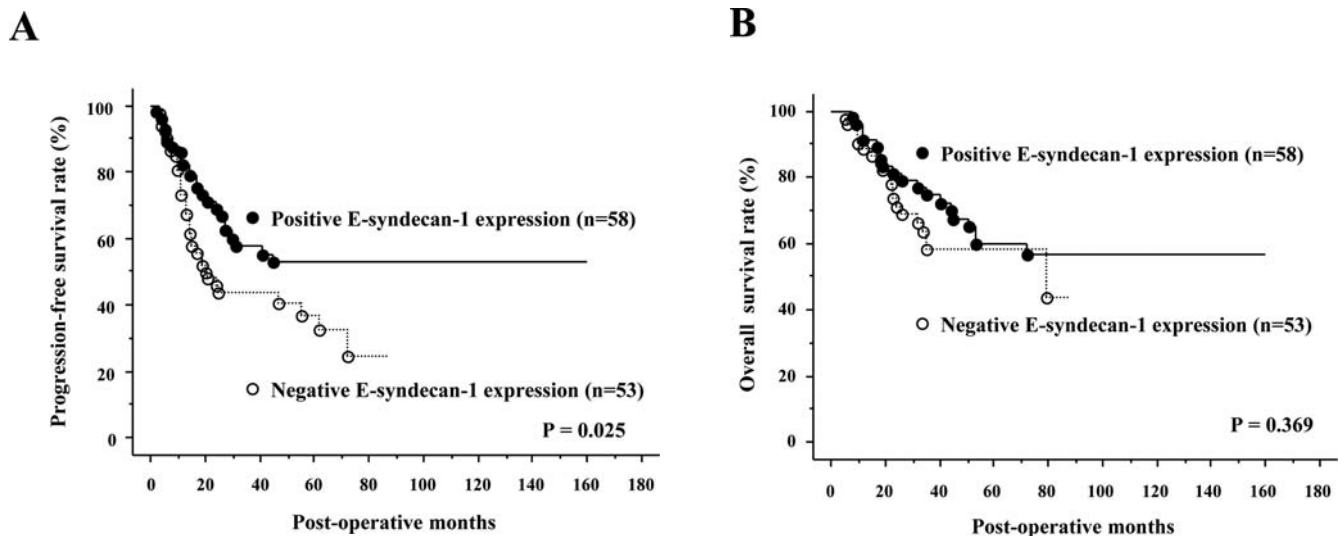 A
Progression-free survival rate (%)
100
80
60
40
20
0
Positive E-syndecan-1 expression (n=58)
Negative E-syndecan-1 expression (n=53)
P = 0.025
0 20 40 60 80 100 120 140 160 180
Post-operative months
B
Overall survival rate (%)
100
80
60
40
20
0
Positive E-syndecan-1 expression (n=58)
Negative E-syndecan-1 expression (n=53)
P = 0.369
0 20 40 60 80 100 120 140 160 180
Post-operative months